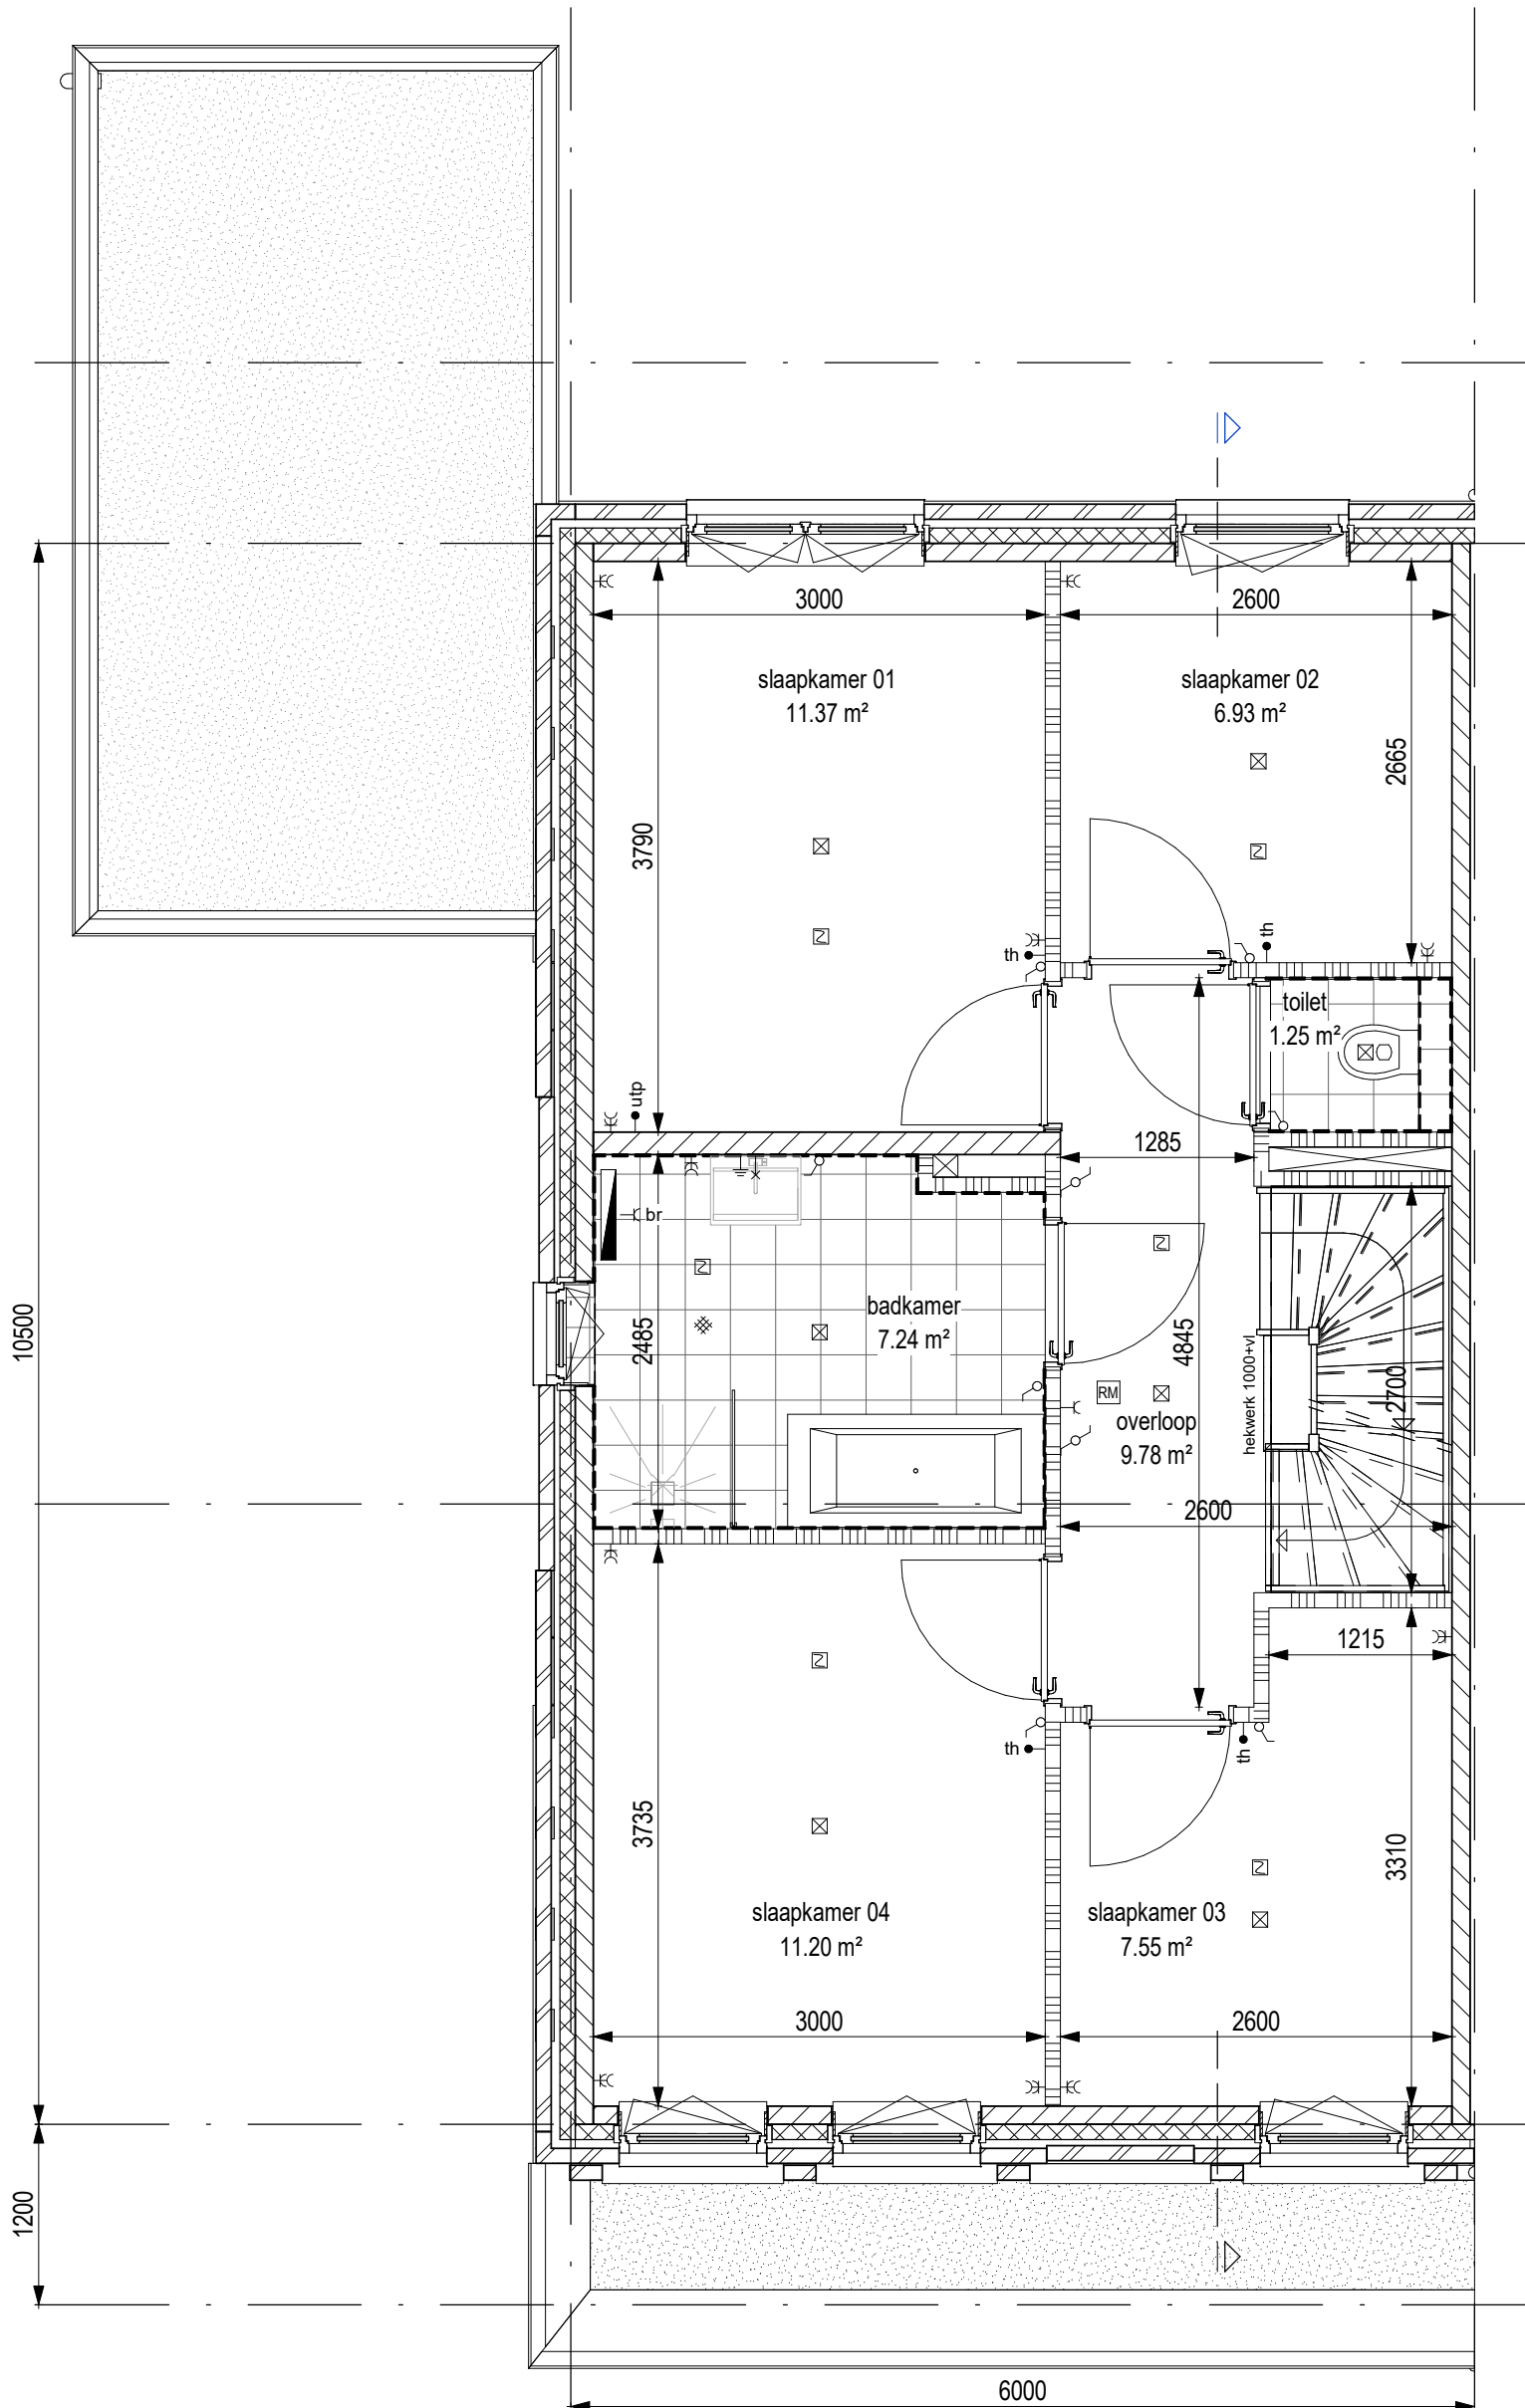 3000
2600
slaapkamer 01
11.37 m²
slaapkamer 02
6.93 m²
2665
3790
th
th
toilet
1.25 m²
utp
1285
br
badkamer
7.24 m²
2485
10500
4845
hekwerk 1000+vl
2700
RM
overloop
9.78 m²
2600
1215
th
th
3735
3310
slaapkamer 04
11.20 m²
slaapkamer 03
7.55 m²
3000
2600
1200
6000